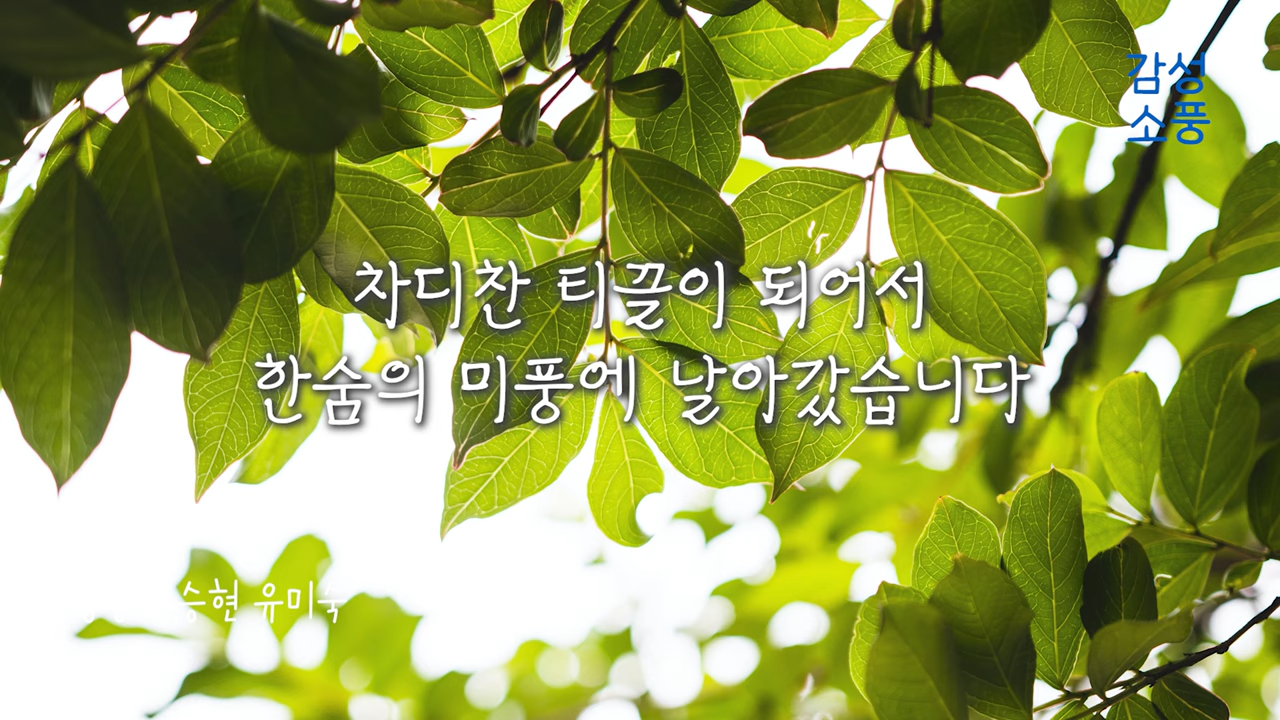 감성
소풍
차디찬 티끌이 되어서
한숨의 미풍에 날아갔습니다
승현 유미숙